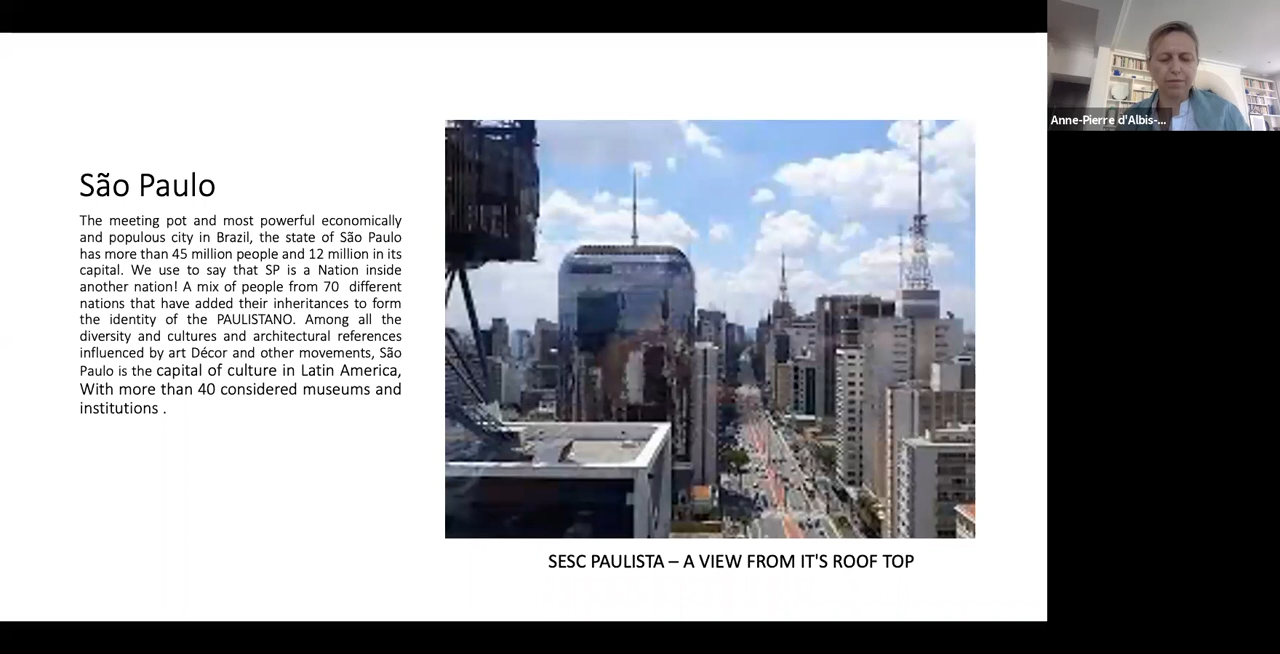 São Paulo
The meeting pot and most powerful economically
and populous city in Brazil, the state of São Paulo
has more than 45 million people and 12 million in its
capital. We use to say that SP is a Nation inside
another nation! A mix of people from 70 different
nations that have added their inheritances to form
the identity of the PAULISTANO. Among all the
diversity and cultures and architectural references
influenced by art Décor and other movements, São
Paulo is the capital of culture in Latin America,
With more than 40 considered museums and
institutions .
SESC PAULISTA – A VIEW FROM IT'S ROOF TOP
Anne-Pierre d'Albis-...